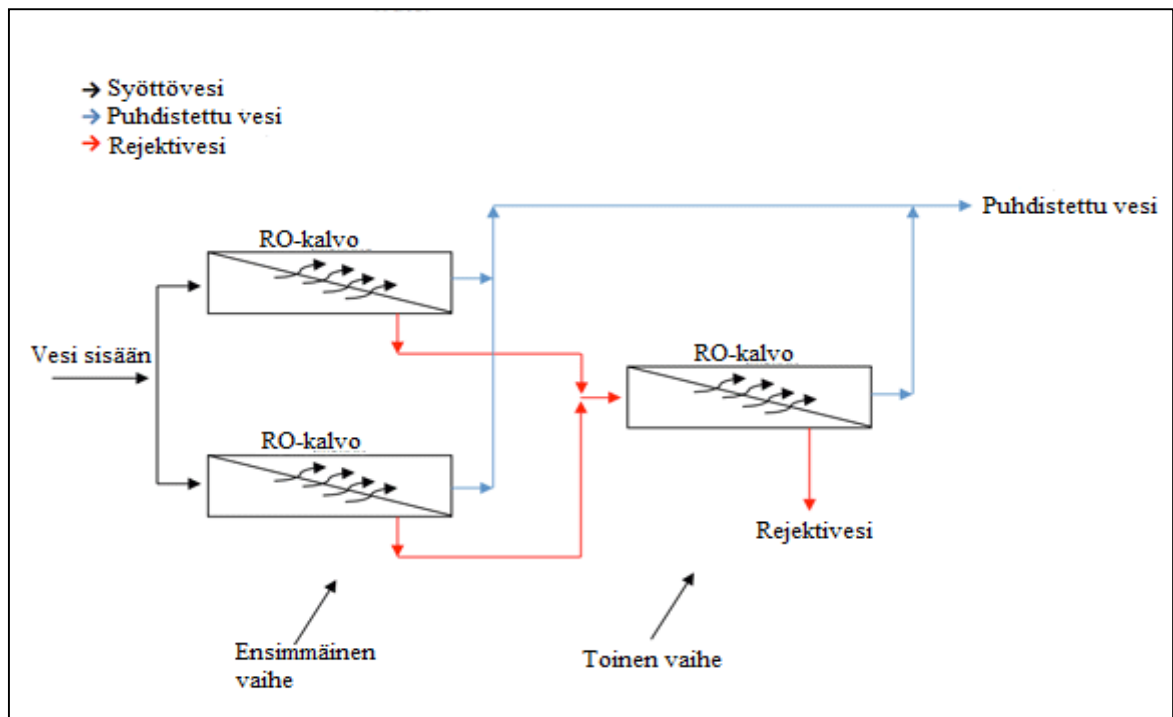 Syöttövesi
Puhdistettu vesi
Rejektivesi
Puhdistettu vesi
RO-kalvo
Vesi sisään
RO-kalvo
RO-kalvo
Rejektivesi
Ensimmäinen
vaihe
Toinen vaihe